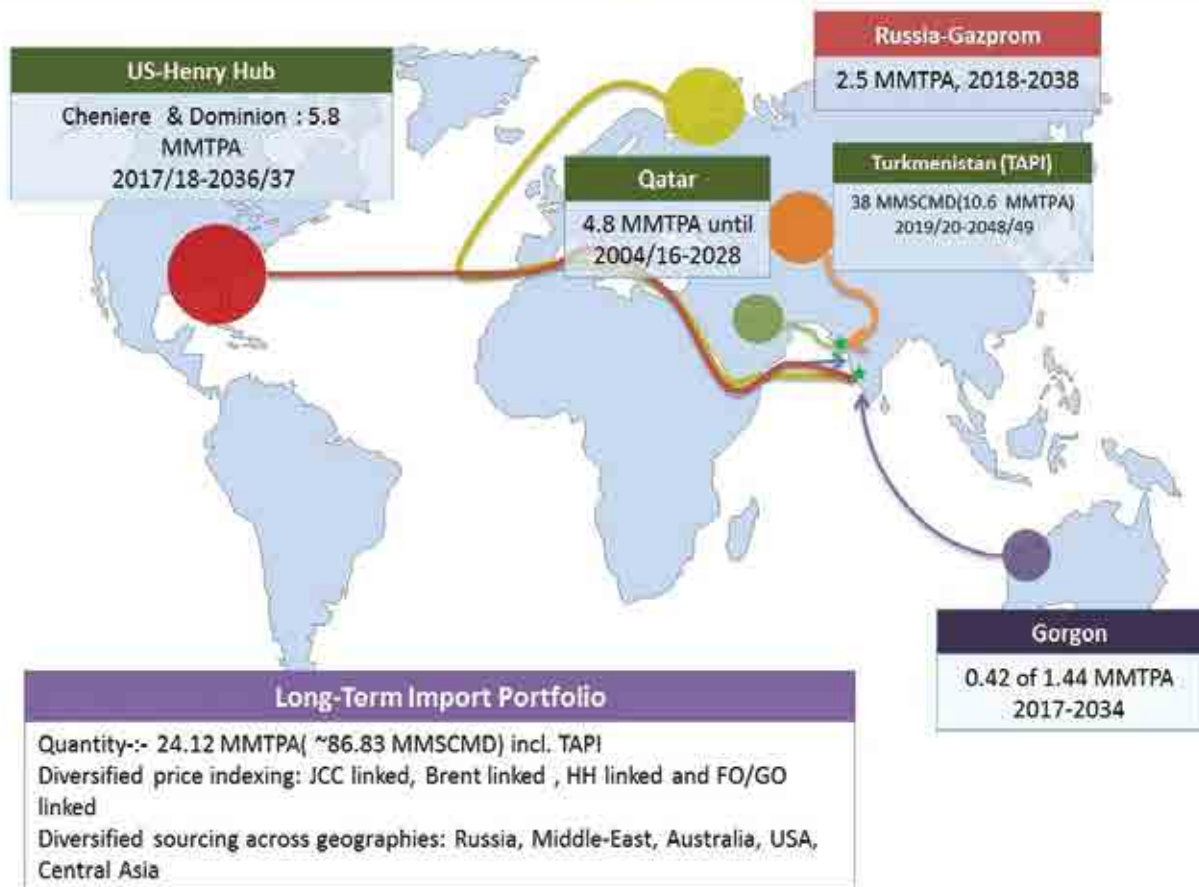 US-Henry Hub
Cheniere & Dominion : 5.8
MMTPA
2017/18-2036/37
Russia-Gazprom
2.5 MMTPA, 2018-2038
Qatar
4.8 MMTPA until
2004/16-2028
Turkmenistan (TAPI)
38 MMSCMD(10.6 MMTPA)
2019/20-2048/49
Gorgon
0.42 of 1.44 MMTPA
2017-2034
Long-Term Import Portfolio
Quantity-:- 24.12 MMTPA( ~86.83 MMSCMD) incl. TAPI
Diversified price indexing: JCC linked, Brent linked , HH linked and FO/GO
linked
Diversified sourcing across geographies: Russia, Middle-East, Australia, USA,
Central Asia